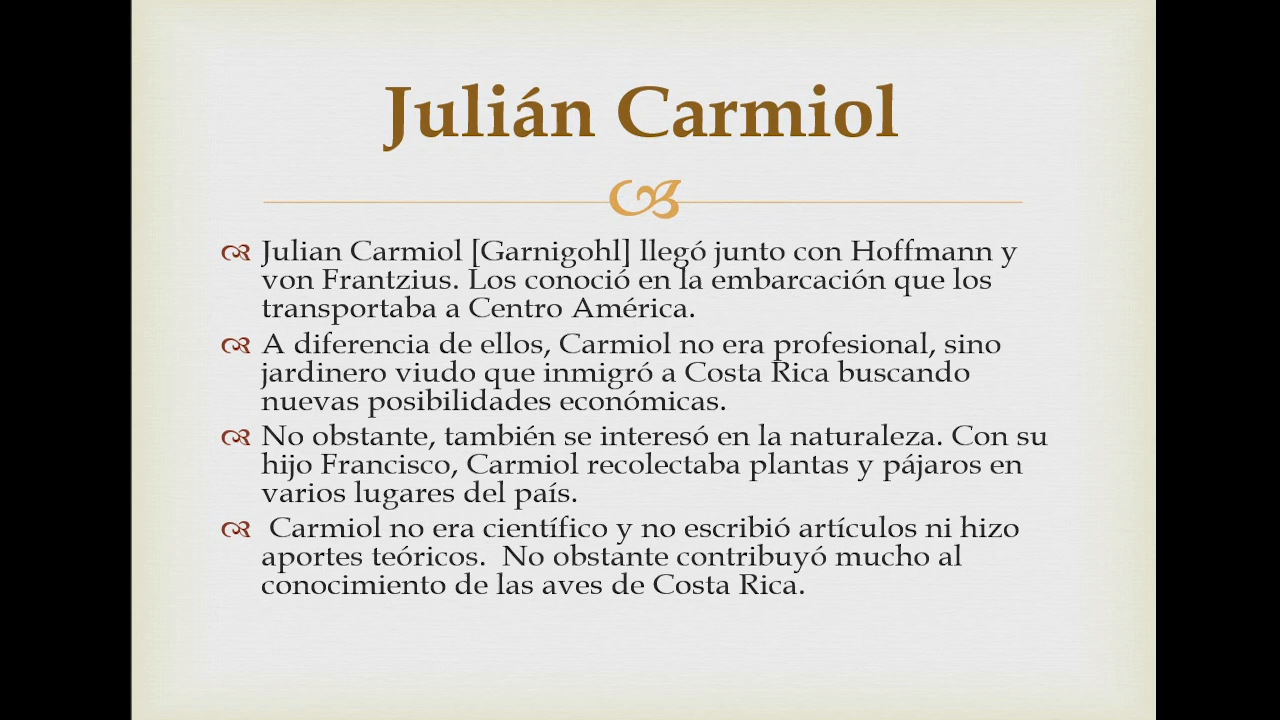 Julián Carmiol
Julian Carmiol [Garnigohl] llegó junto con Hoffmann y
von Frantzius. Los conoció en la embarcación que los
transportaba a Centro América.
A diferencia de ellos, Carmiol no era profesional, sino
jardinero viudo que inmigró a Costa Rica buscando
nuevas posibilidades económicas.
No obstante, también se interesó en la naturaleza. Con su
hijo Francisco, Carmiol recolectaba plantas y pájaros en
varios lugares del país.
Carmiol no era científico y no escribió artículos ni hizo
aportes teóricos.  No obstante contribuyó mucho al
conocimiento de las aves de Costa Rica.